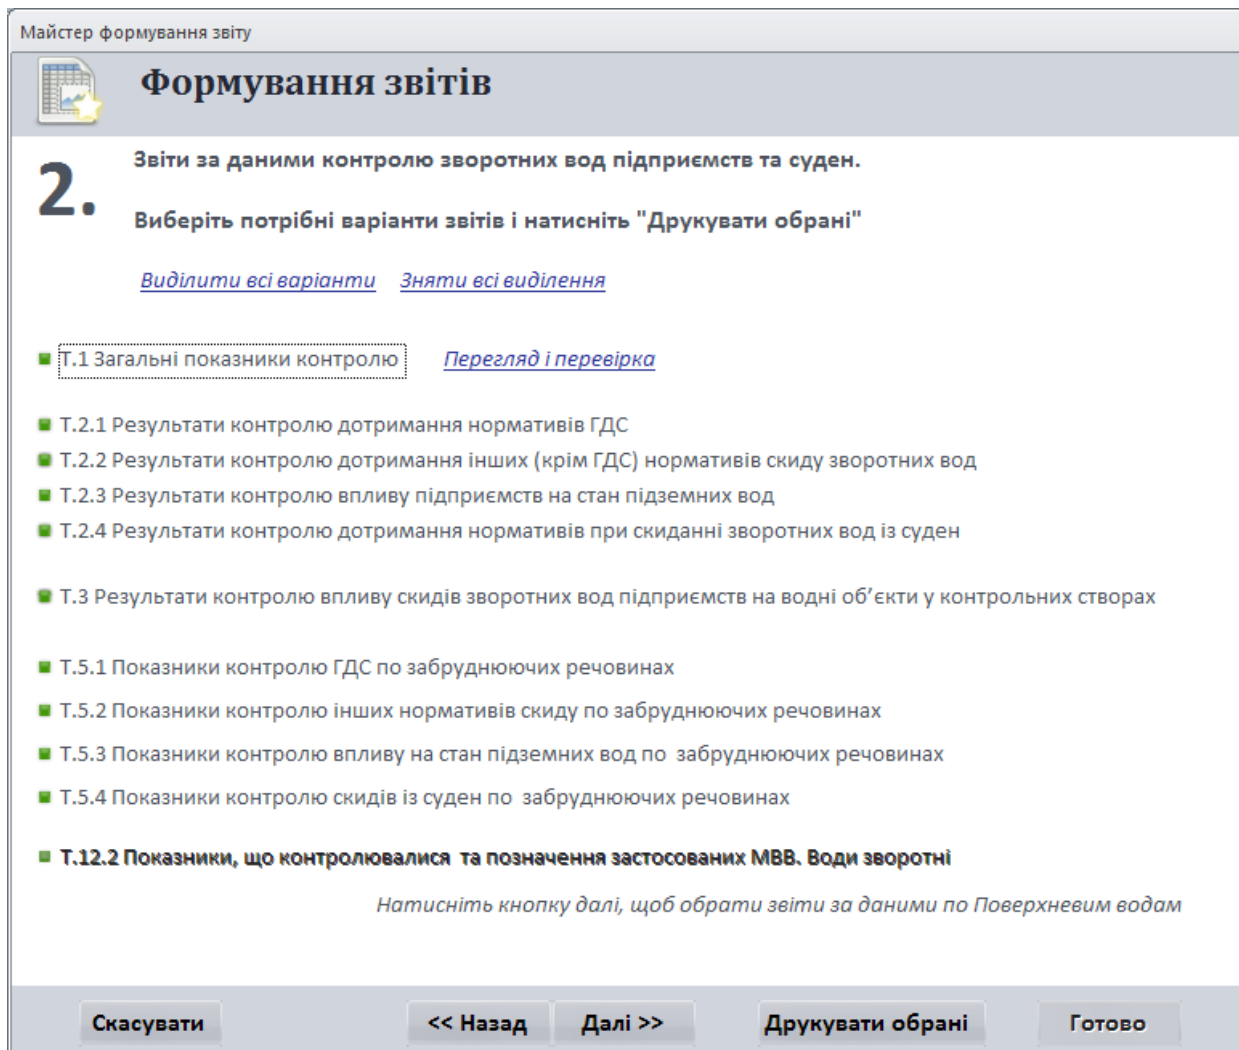 Майстер формування звіту
Формування звітів
2.
Звіти за даними контролю зворотних вод підприємств та суден.
Виберіть потрібні варіанти звітів і натисніть "Друкувати обрані"
Виділити всі варіанти Зняти всі виділення
Т.1 Загальні показники контролю Перегляд і перевірка
Т.2.1 Результати контролю дотримання нормативів ГДС
Т.2.2 Результати контролю дотримання інших (крім ГДС) нормативів скиду зворотних вод
Т.2.3 Результати контролю впливу підприємств на стан підземних вод
Т.2.4 Результати контролю дотримання нормативів при скиданні зворотних вод із суден
Т.3 Результати контролю впливу скидів зворотних вод підприємств на водні об’єкти у контрольних створах
Т.5.1 Показники контролю ГДС по забруднюючих речовинах
Т.5.2 Показники контролю інших нормативів скиду по забруднюючих речовинах
Т.5.3 Показники контролю впливу на стан підземних вод по забруднюючих речовинах
Т.5.4 Показники контролю скидів із суден по забруднюючих речовинах
Т.12.2 Показники, що контролювалися та позначення застосованих МВВ. Води зворотні
Натисніть кнопку далі, щоб обрати звіти за даними по Поверхневим водам
Скасувати << Назад Далі >> Друкувати обрані Готово